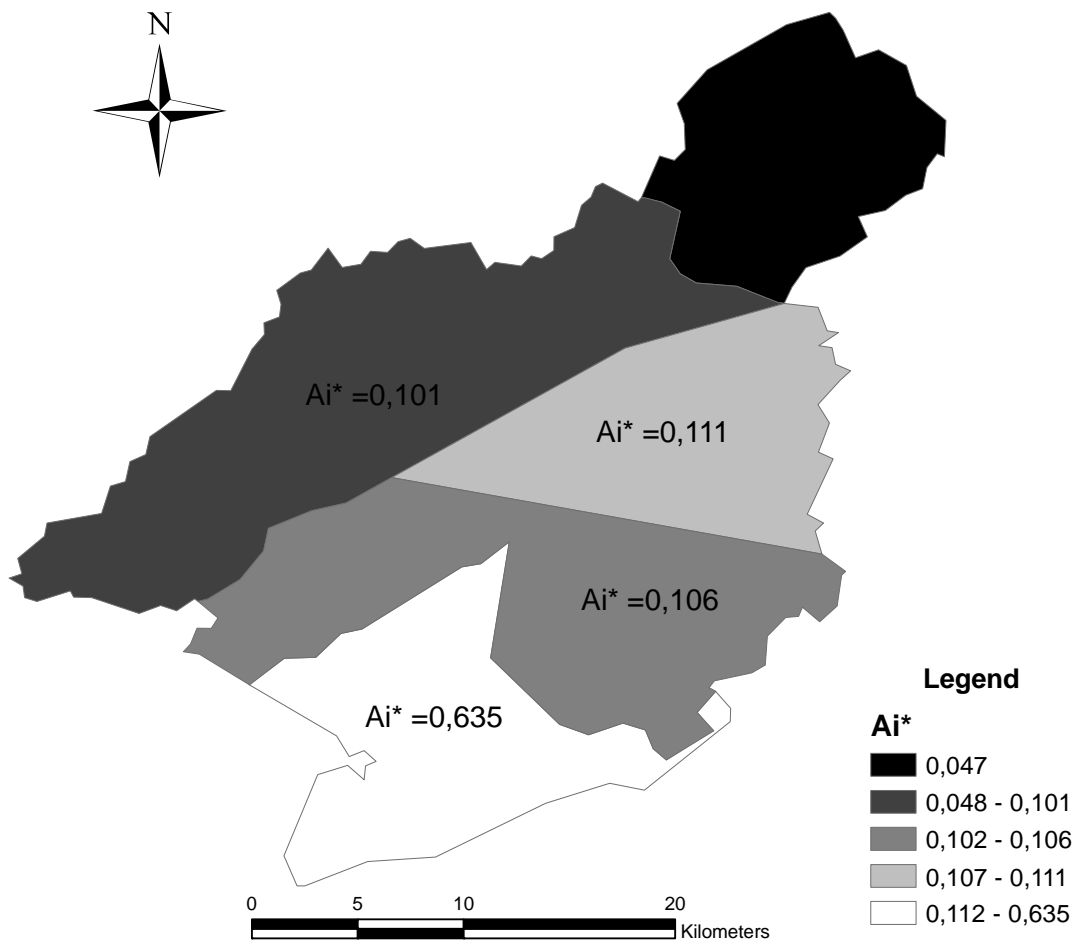 N
Ai* =0,101
Ai* =0,111
Ai* =0,106
Ai* =0,635
Legend
Ai*
0,047
0,048 - 0,101
0,102 - 0,106
0,107 - 0,111
0,112 - 0,635
0 5 10 20
Kilometers